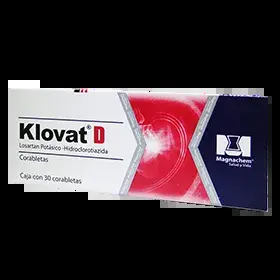 Klovat® D
Losartán Potásico -Hidroclorotiazida
Corabletas
Caja con 30 corabletas
Magnachem®
Salud y Vida